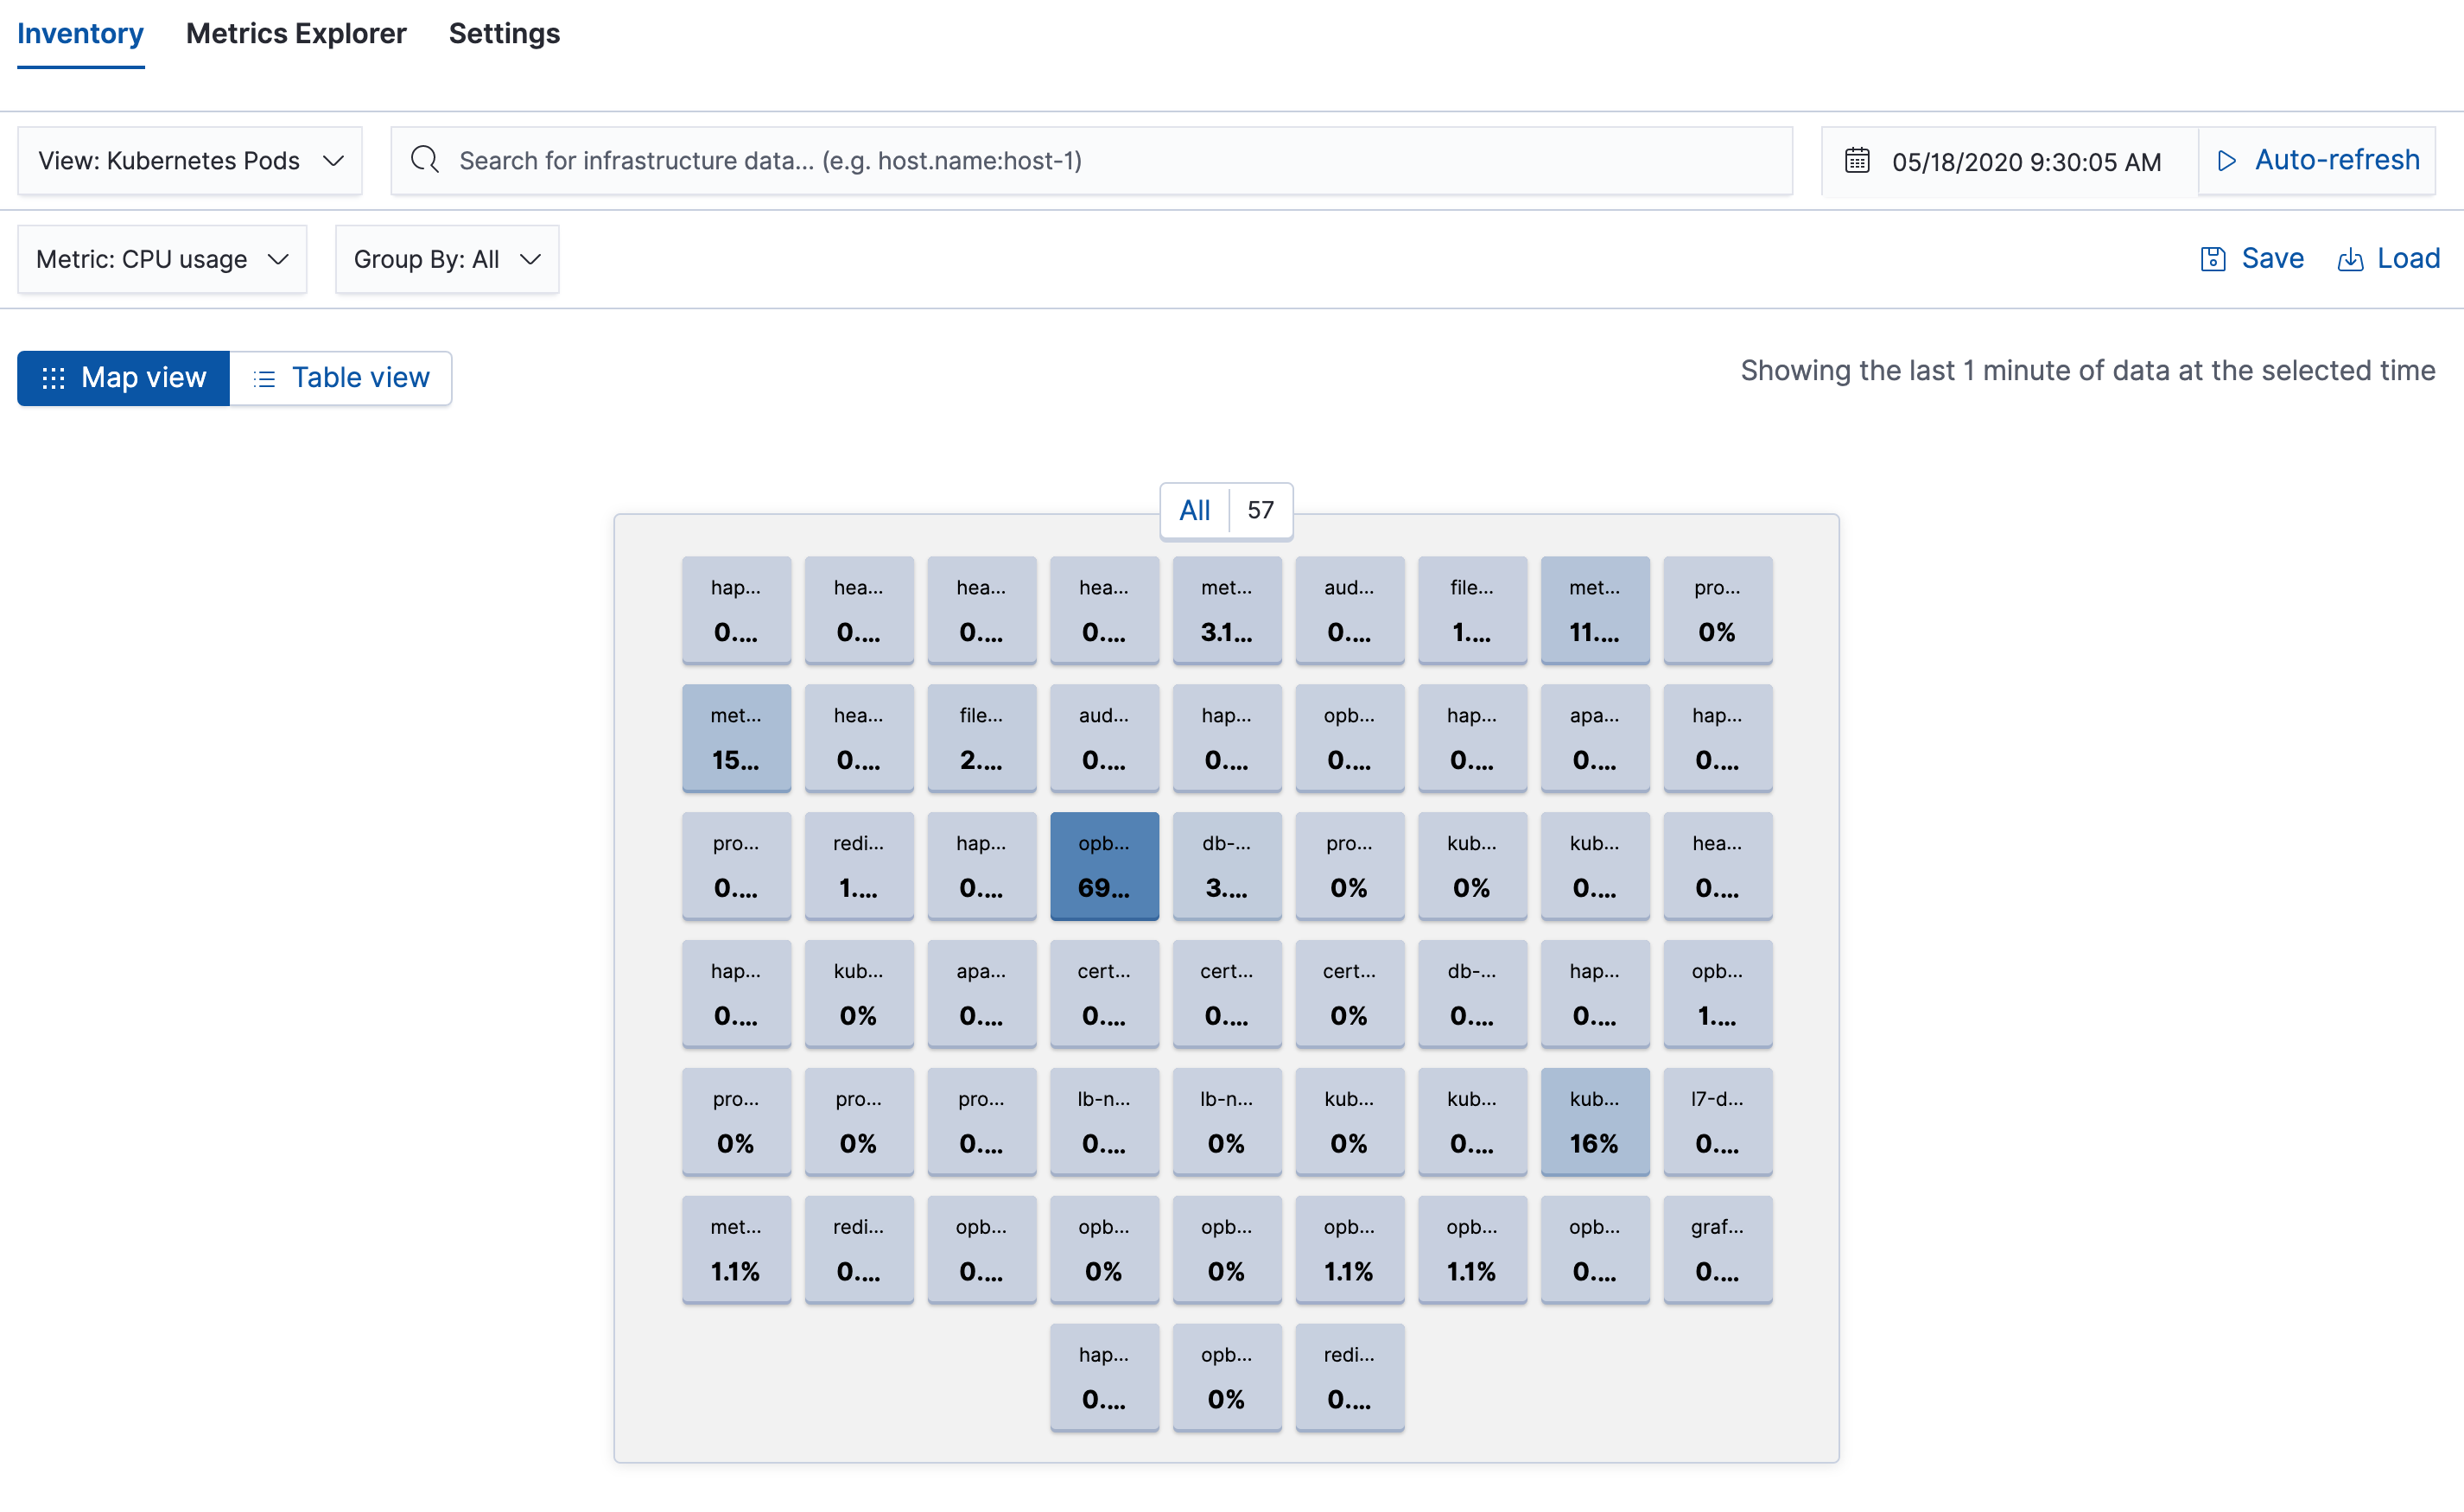 Inventory Metrics Explorer Settings
View: Kubernetes Pods Search for infrastructure data... (e.g. host.name:host-1) 05/18/2020 9:30:05 AM Auto-refresh
Metric: CPU usage Group By: All Save Load
Map view Table view Showing the last 1 minute of data at the selected time
All 57
hap... hea... hea... hea... met... aud... file... met... pro...
0.... 0.... 0.... 0.... 3.1... 0.... 1.... 11.... 0%
met... hea... file... aud... hap... opb... hap... apa... hap...
15... 0.... 2.... 0.... 0.... 0.... 0.... 0.... 0....
pro... redi... hap... opb... db-... pro... kub... kub... hea...
0.... 1.... 0.... 69... 3.... 0% 0% 0.... 0....
hap... kub... apa... cert... cert... cert... db-... hap... opb...
0.... 0% 0.... 0.... 0.... 0% 0.... 0.... 1....
pro... pro... pro... lb-n... lb-n... kub... kub... kub... l7-d...
0% 0% 0.... 0.... 0% 0% 0.... 16% 0....
met... redi... opb... opb... opb... opb... opb... opb... graf...
1.1% 0.... 0.... 0% 0% 1.1% 1.1% 0.... 0....
hap... opb... redi...
0.... 0% 0....